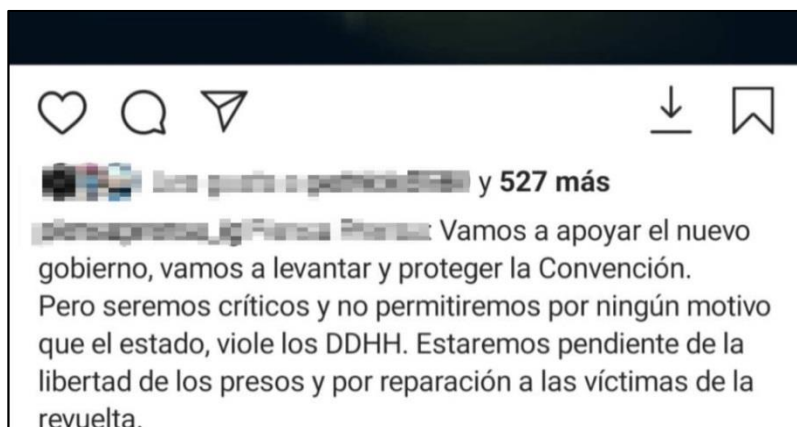 y 527 más
Vamos a apoyar el nuevo
gobierno, vamos a levantar y proteger la Convención.
Pero seremos críticos y no permitiremos por ningún motivo
que el estado, viole los DDHH. Estaremos pendiente de la
libertad de los presos y por reparación a las víctimas de la
revuelta.